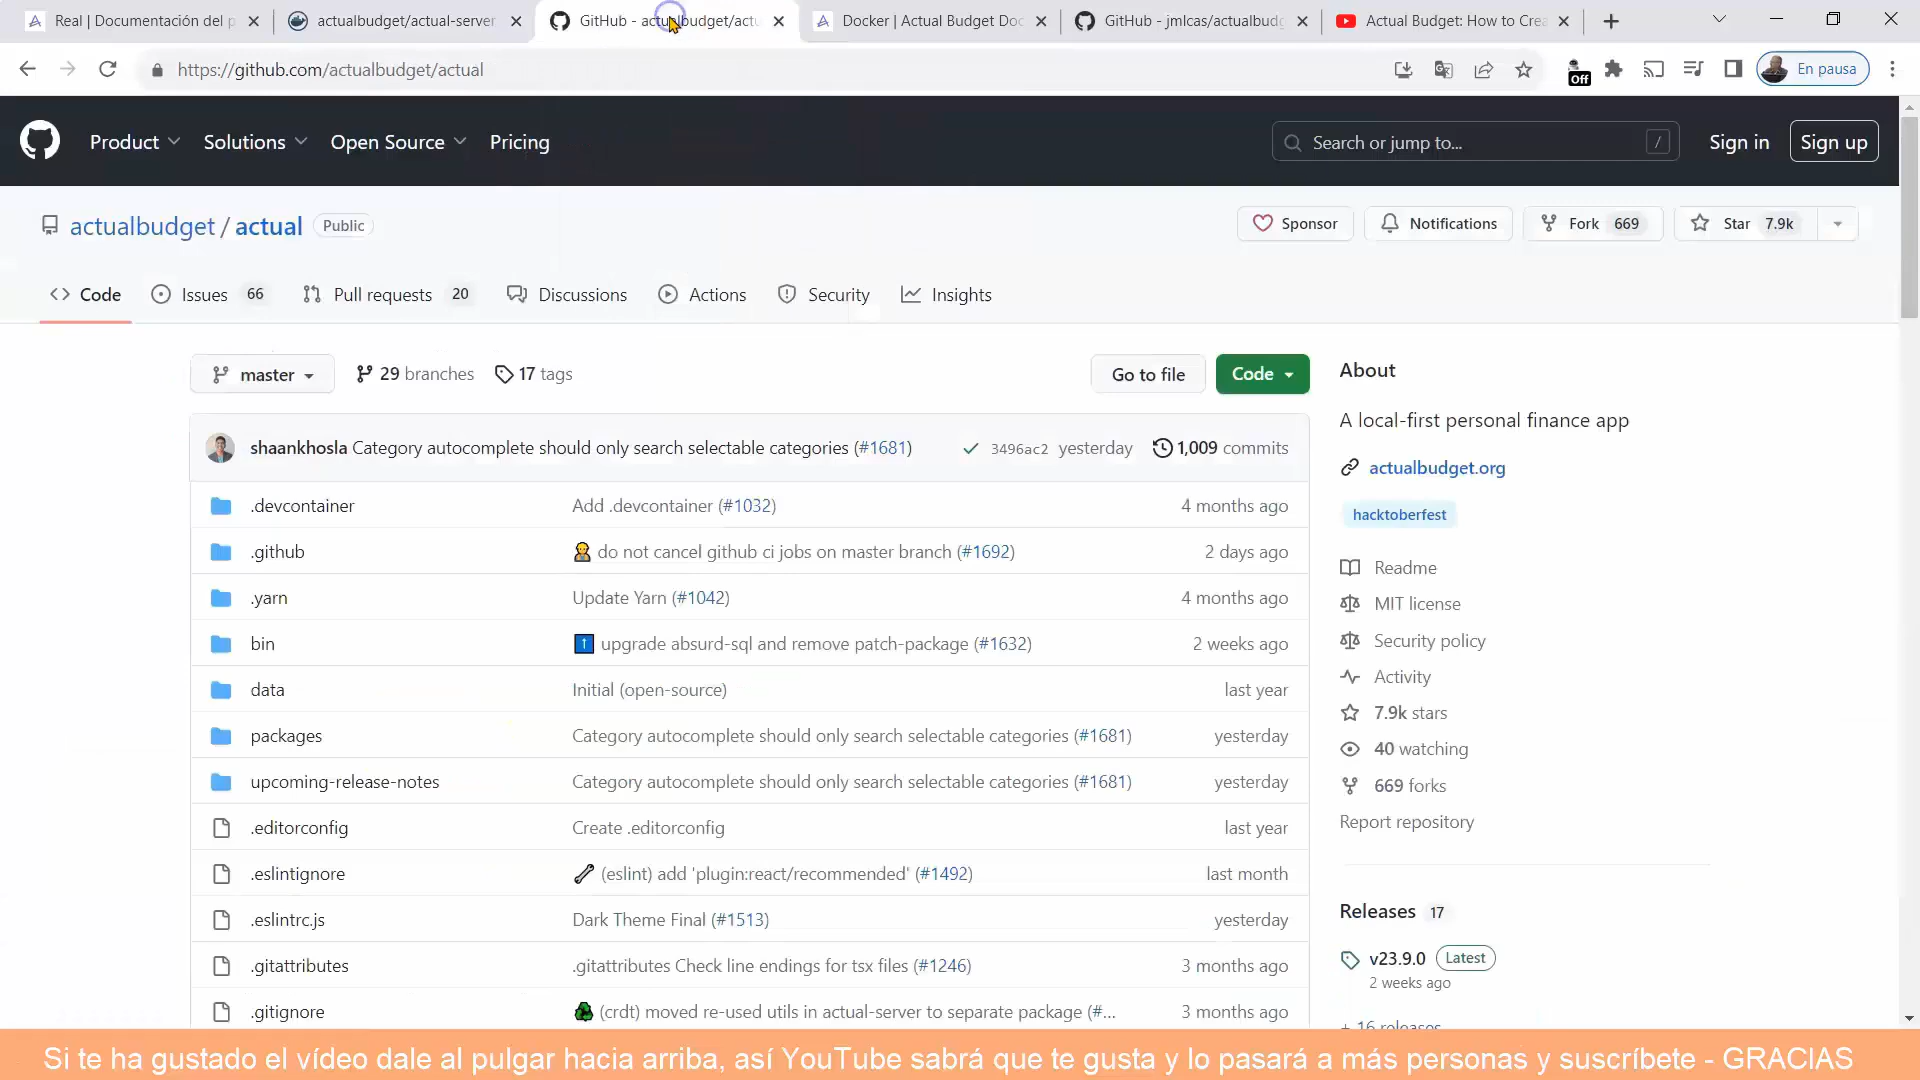 Real | Documentación del p
actualbudget/actual-server
GitHub - actualbudget/actu
Docker | Actual Budget Doc
GitHub - jmlcas/actualbudg
Actual Budget: How to Crea
https://github.com/actualbudget/actual
Off
En pausa
Product
Solutions
Open Source
Pricing
Search or jump to...
/
Sign in
Sign up
actualbudget / actual
Public
Sponsor
Notifications
Fork 669
Star 7.9k
Code
Issues 66
Pull requests 20
Discussions
Actions
Security
Insights
master
29 branches
17 tags
Go to file
Code
shaankhosla Category autocomplete should only search selectable categories (#1681)
3496ac2 yesterday
1,009 commits
.devcontainer Add .devcontainer (#1032) 4 months ago
.github do not cancel github ci jobs on master branch (#1692) 2 days ago
.yarn Update Yarn (#1042) 4 months ago
bin upgrade absurd-sql and remove patch-package (#1632) 2 weeks ago
data Initial (open-source) last year
packages Category autocomplete should only search selectable categories (#1681) yesterday
upcoming-release-notes Category autocomplete should only search selectable categories (#1681) yesterday
.editorconfig Create .editorconfig last year
.eslintignore (eslint) add 'plugin:react/recommended' (#1492) last month
.eslintrc.js Dark Theme Final (#1513) yesterday
.gitattributes .gitattributes Check line endings for tsx files (#1246) 3 months ago
.gitignore (crdt) moved re-used utils in actual-server to separate package (#... 3 months ago
About
A local-first personal finance app
actualbudget.org
hacktoberfest
Readme
MIT license
Security policy
Activity
7.9k stars
40 watching
669 forks
Report repository
Releases 17
v23.9.0 Latest
2 weeks ago
+ 16 releases
Si te ha gustado el vídeo dale al pulgar hacia arriba, así YouTube sabrá que te gusta y lo pasará a más personas y suscríbete - GRACIAS